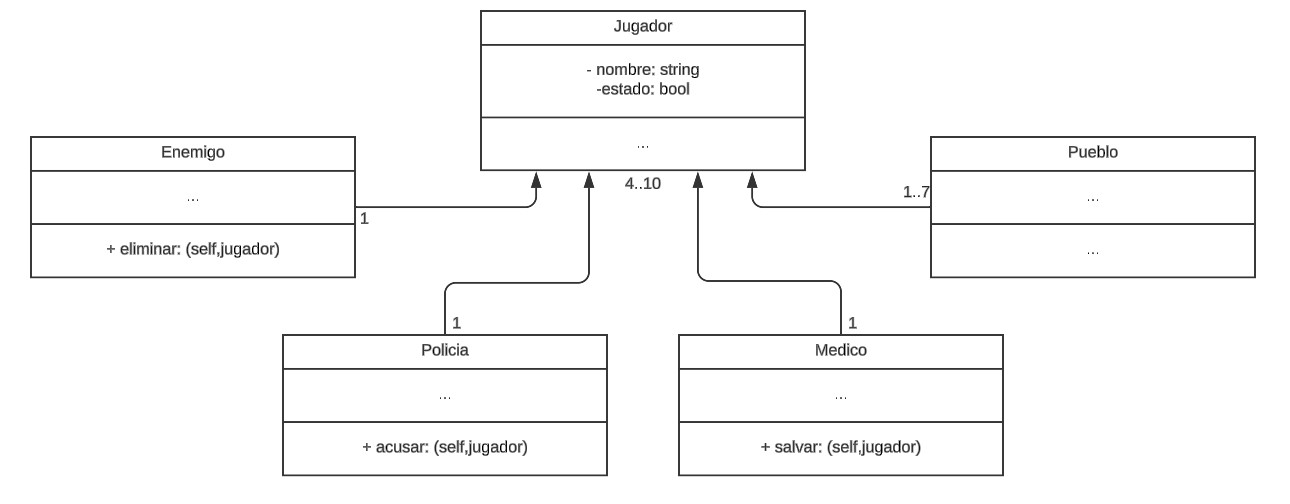 Jugador
- nombre: string
-estado: bool
...
4..10
Enemigo
...
+ eliminar: (self,jugador)
1
Pueblo
...
...
1..7
Policia
...
+ acusar: (self,jugador)
1
Medico
...
+ salvar: (self,jugador)
1